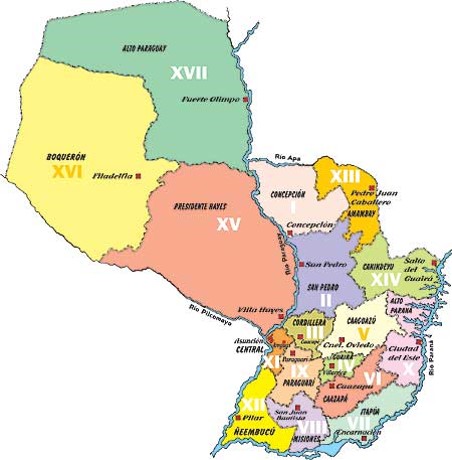 ALTO PARAGUAY
XVII
Fuerte Olimpo
BOQUERÓN
XVI
Filadelfia
Río Apa
XIII
Pedro Juan
Caballero
AMAMBAY
CONCEPCIÓN
I
Concepción
PRESIDENTE HAYES
XV
Río Paraguay
San Pedro
SAN PEDRO
II
CANINDEYU
XIV
Salto
del
Guairá
ALTO
PARANÁ
Río Pilcomayo
Villa Hayes
CORDILLERA
III
CAAGUAZÚ
V
Cnel. Oviedo
Asunción
CENTRAL
XI
Ciudad
del Este
X
Río Paraná
Paraguarí
IX
PARAGUARÍ
GUAIRA
IV
VI
Caazapá
CAAZAPÁ
XII
Pilar
ÑEEMBUCÚ
San Juan
Bautista
VIII
MISIONES
ITAPÚA
VII
Encarnación